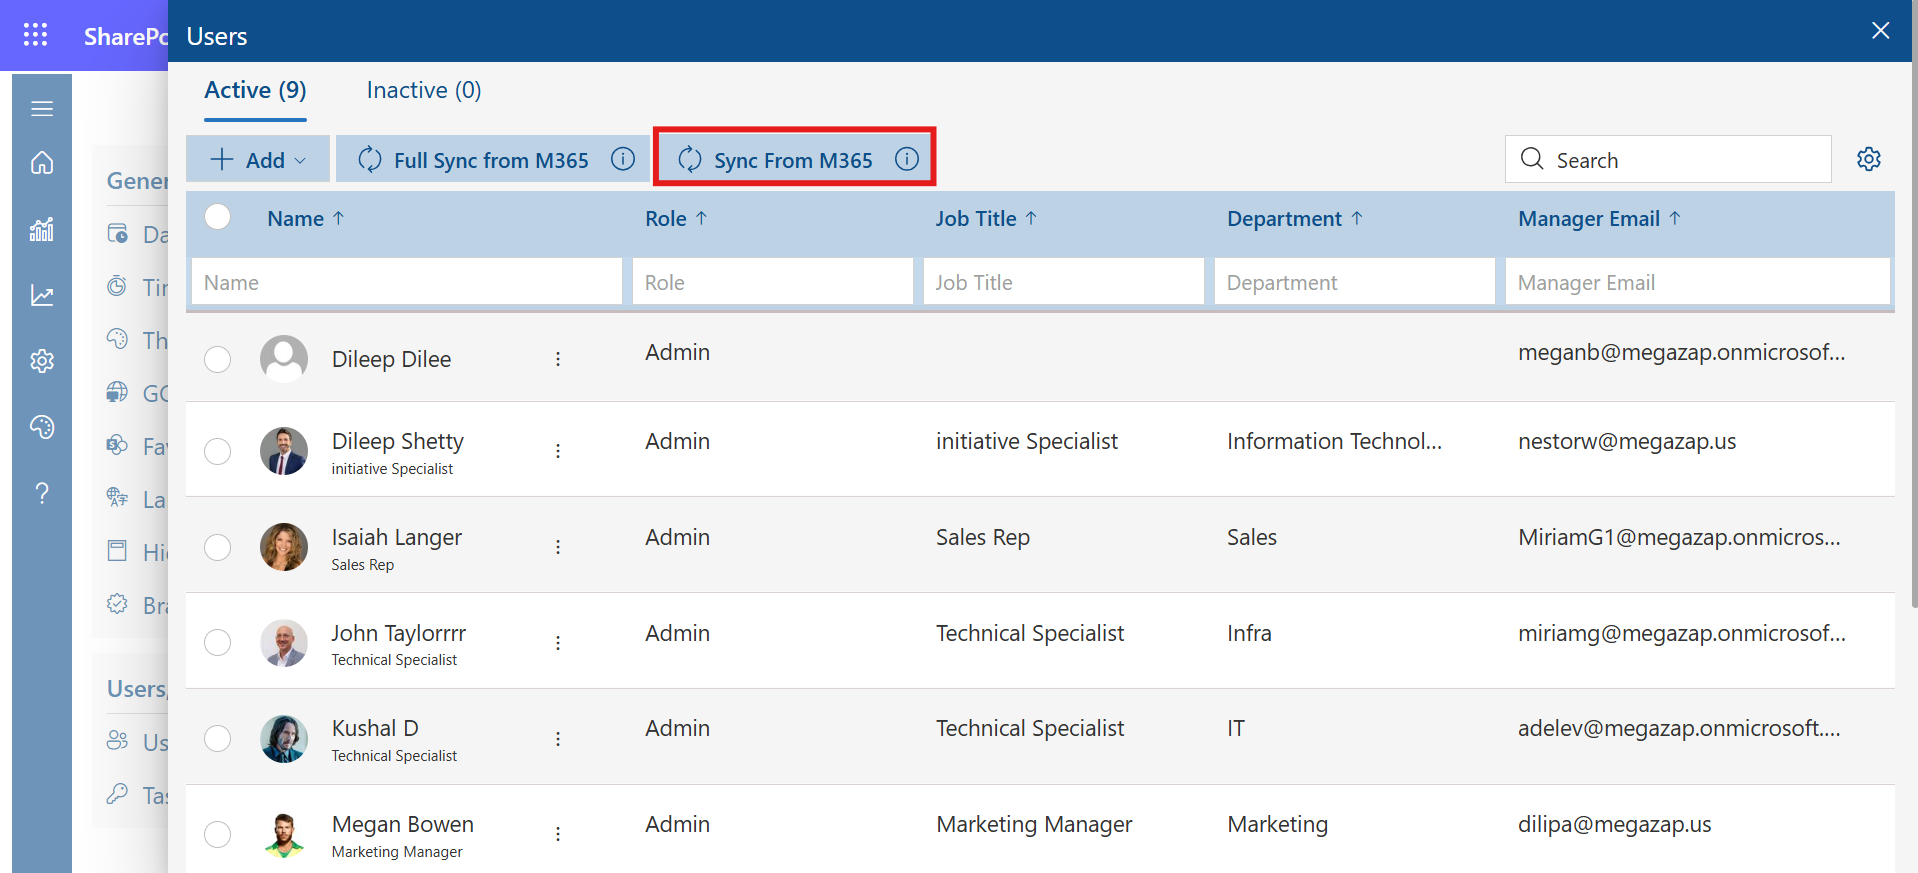 SharePo
Users
Active (9)
Inactive (0)
Add
Full Sync from M365
Sync From M365
Search
Name ↑
Role ↑
Job Title ↑
Department ↑
Manager Email ↑
Name
Role
Job Title
Department
Manager Email
Dileep Dilee
Admin
meganb@megazap.onmicrosof...
Dileep Shetty
initiative Specialist
Admin
initiative Specialist
Information Technol...
nestorw@megazap.us
Isaiah Langer
Sales Rep
Admin
Sales Rep
Sales
MiriamG1@megazap.onmicros...
John Taylorrrr
Technical Specialist
Admin
Technical Specialist
Infra
miriamg@megazap.onmicrosof...
Kushal D
Technical Specialist
Admin
Technical Specialist
IT
adelev@megazap.onmicrosoft....
Megan Bowen
Marketing Manager
Admin
Marketing Manager
Marketing
dilipa@megazap.us
Gener
Da
Tir
Th
GC
Fav
La
Hi
Bra
Users,
Us
Tas